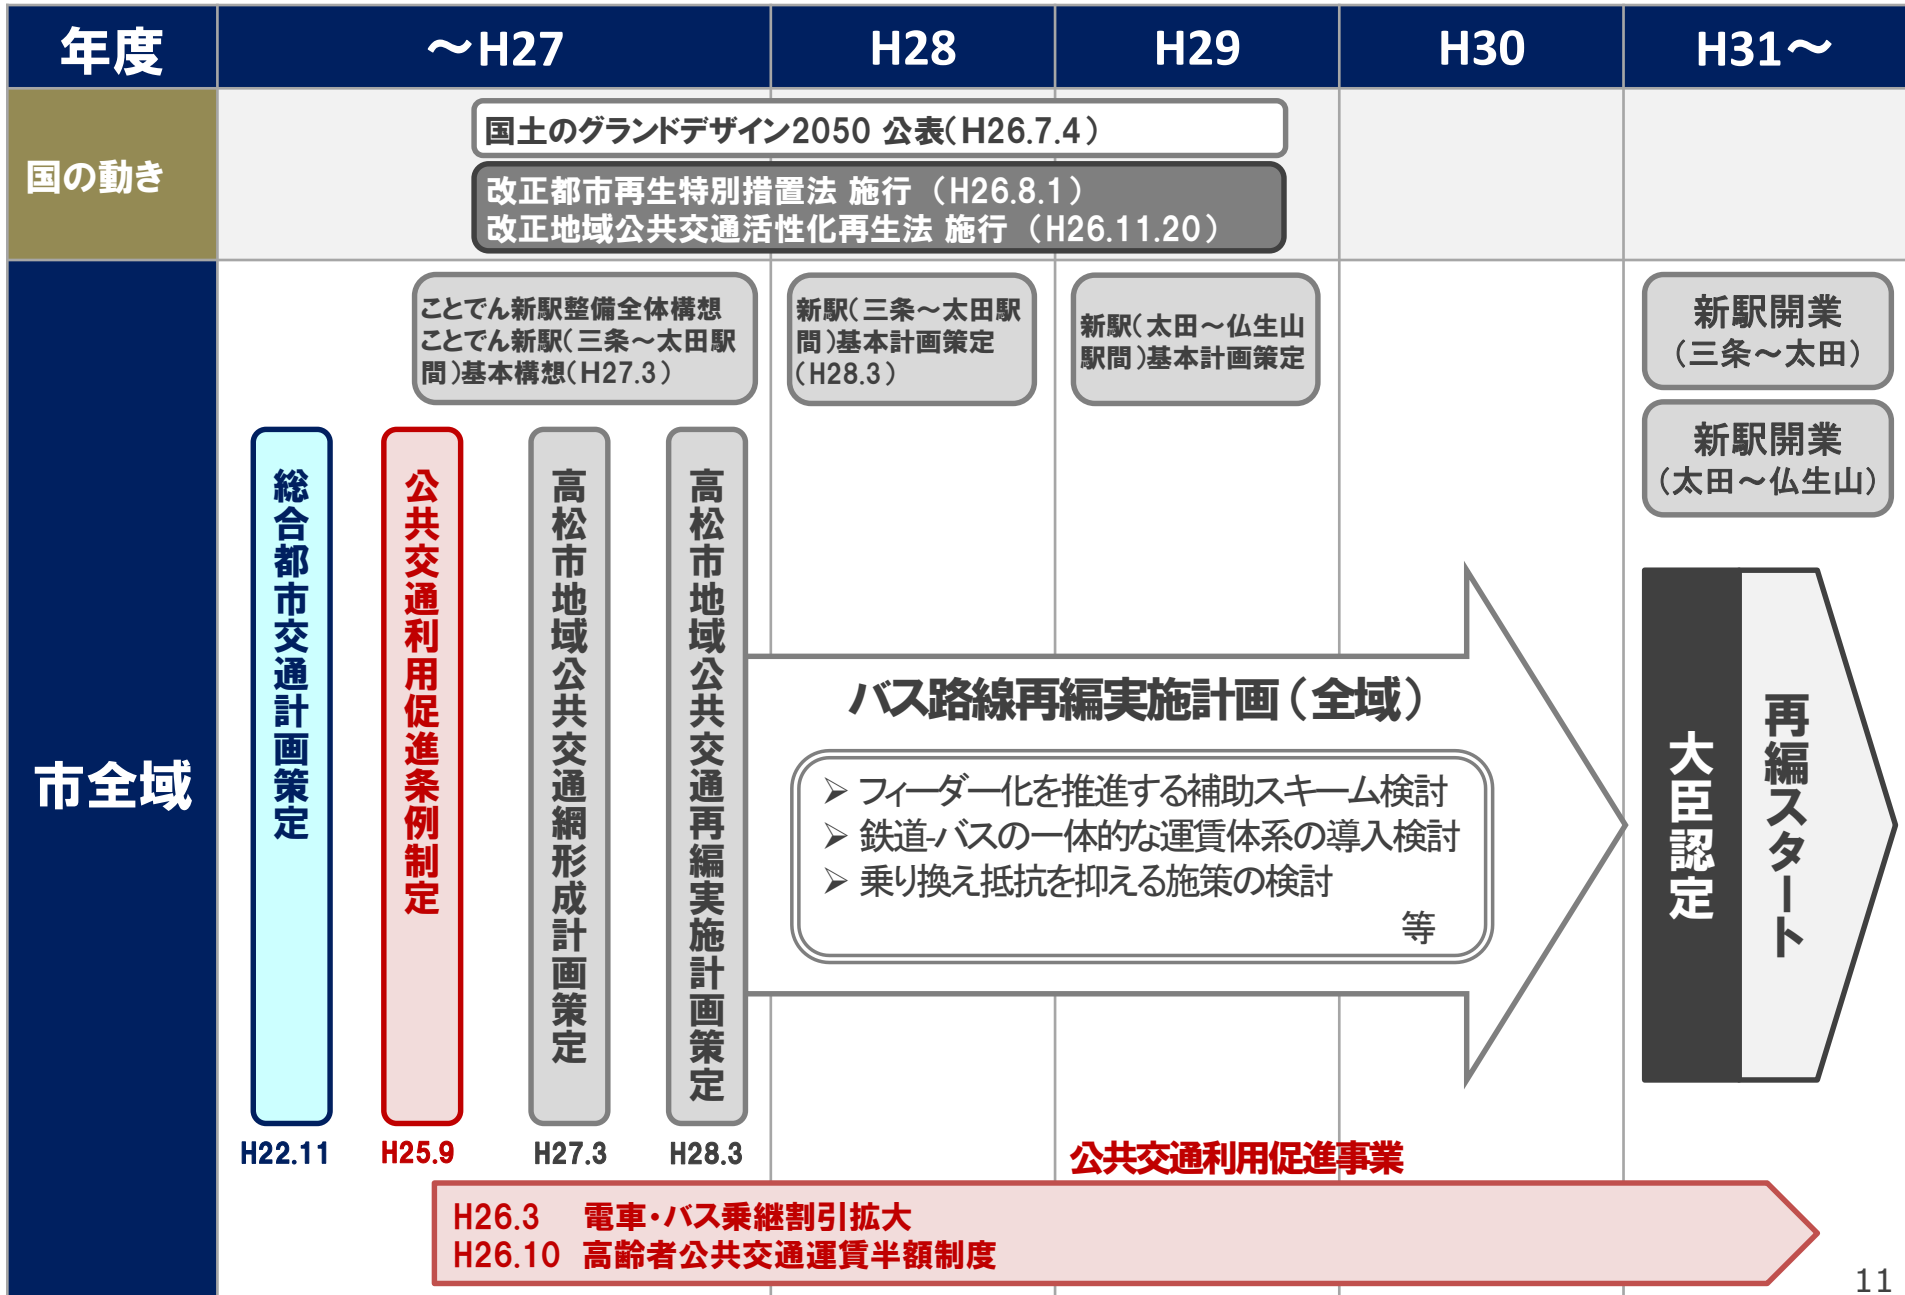 年度
～H27
H28
H29
H30
H31～
国の動き
国土のグランドデザイン2050 公表(H26.7.4)
改正都市再生特別措置法 施行 (H26.8.1)
改正地域公共交通活性化再生法 施行 (H26.11.20)
市全域
ことでん新駅整備全体構想
ことでん新駅(三条～太田駅
間)基本構想(H27.3)
新駅(三条～太田駅
間)基本計画策定
(H28.3)
新駅(太田～仏生山
駅間)基本計画策定
新駅開業
(三条～太田)
新駅開業
(太田～仏生山)
総合都市交通計画策定
H22.11
公共交通利用促進条例制定
H25.9
高松市地域公共交通網形成計画策定
H27.3
高松市地域公共交通再編実施計画策定
H28.3
バス路線再編実施計画(全域)
➢ フィーダー化を推進する補助スキーム検討
➢ 鉄道-バスの一体的な運賃体系の導入検討
➢ 乗り換え抵抗を抑える施策の検討
等
大臣認定
再編スタート
公共交通利用促進事業
H26.3 電車・バス乗継割引拡大
H26.10 高齢者公共交通運賃半額制度
11